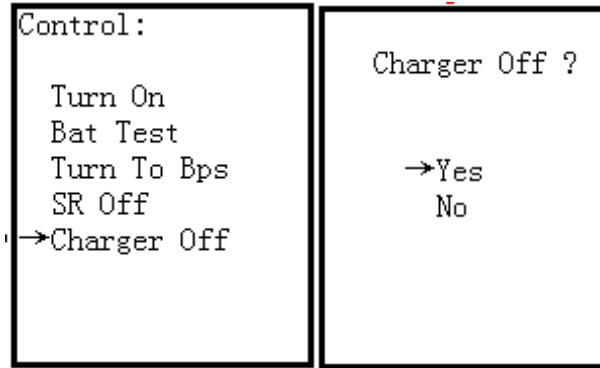 Control:
Turn On
Bat Test
Turn To Bps
SR Off
→Charger Off
Charger Off ?
→Yes
No